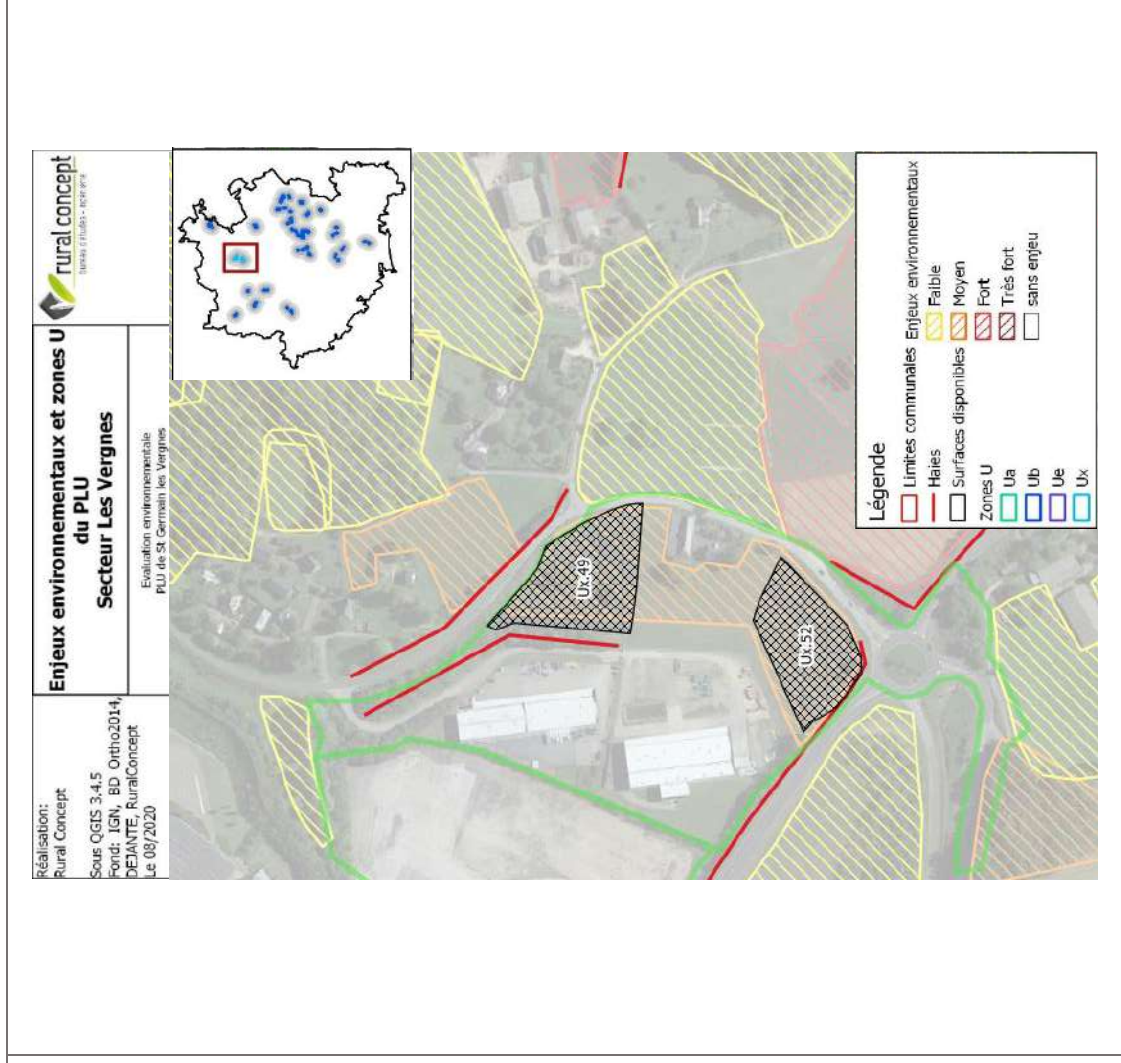 Réalisation:
Rural Concept
Sous QGIS 3.4.5
Fond: IGN, BD Ortho2014,
DEJANTE, RuralConcept
Le 08/2020
Enjeux environnementaux et zones U
du PLU
Secteur Les Vergnes
Evaluation environnementale
PLU de St Germain les Vergnes
rural concept
bureau d'études - ingénierie
Ux:49
Ux:52
Légende
Limites communales
Haies
Surfaces disponibles
Zones U
Ua
Ub
Ue
Ux
Enjeux environnementaux
Faible
Moyen
Fort
Très fort
sans enjeu